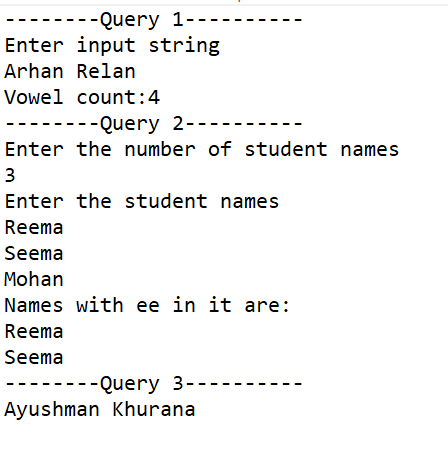 --------Query 1----------
Enter input string
Arhan Relan
Vowel count:4
--------Query 2----------
Enter the number of student names
3
Enter the student names
Reema
Seema
Mohan
Names with ee in it are:
Reema
Seema
--------Query 3----------
Ayushman Khurana